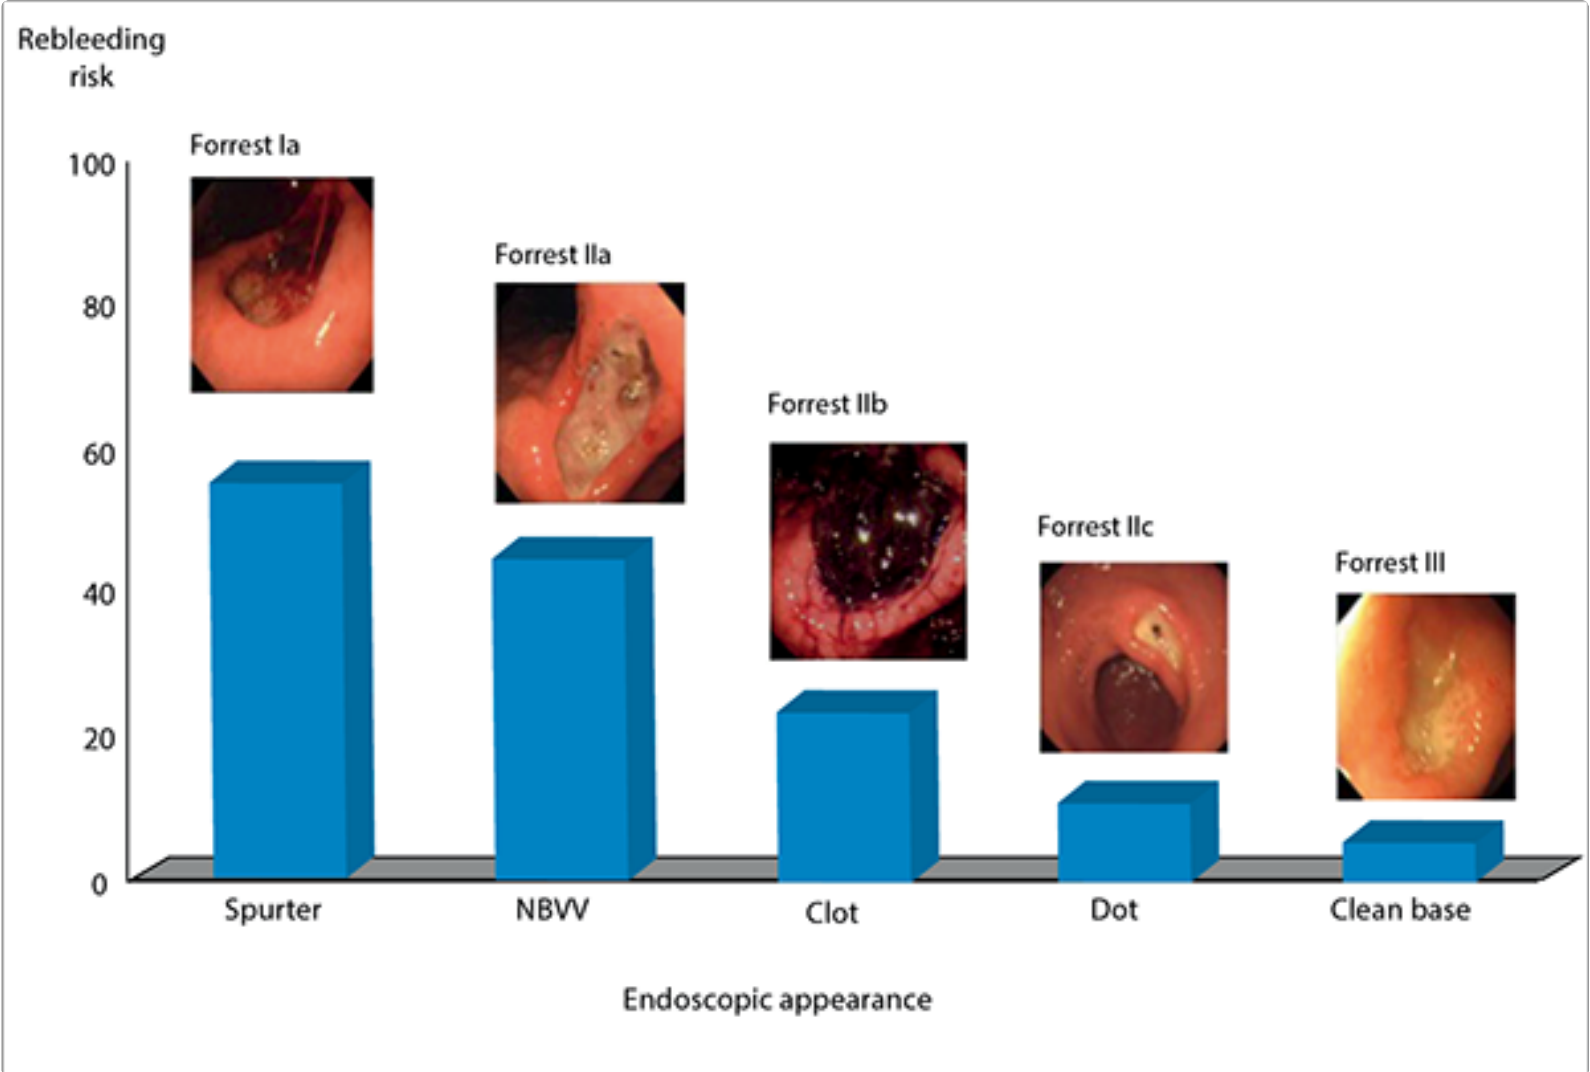 Rebleeding
risk
100
80
60
40
20
0
Forrest Ia
Forrest IIa
Forrest IIb
Forrest IIc
Forrest III
Spurter
NBVV
Clot
Dot
Clean base
Endoscopic appearance